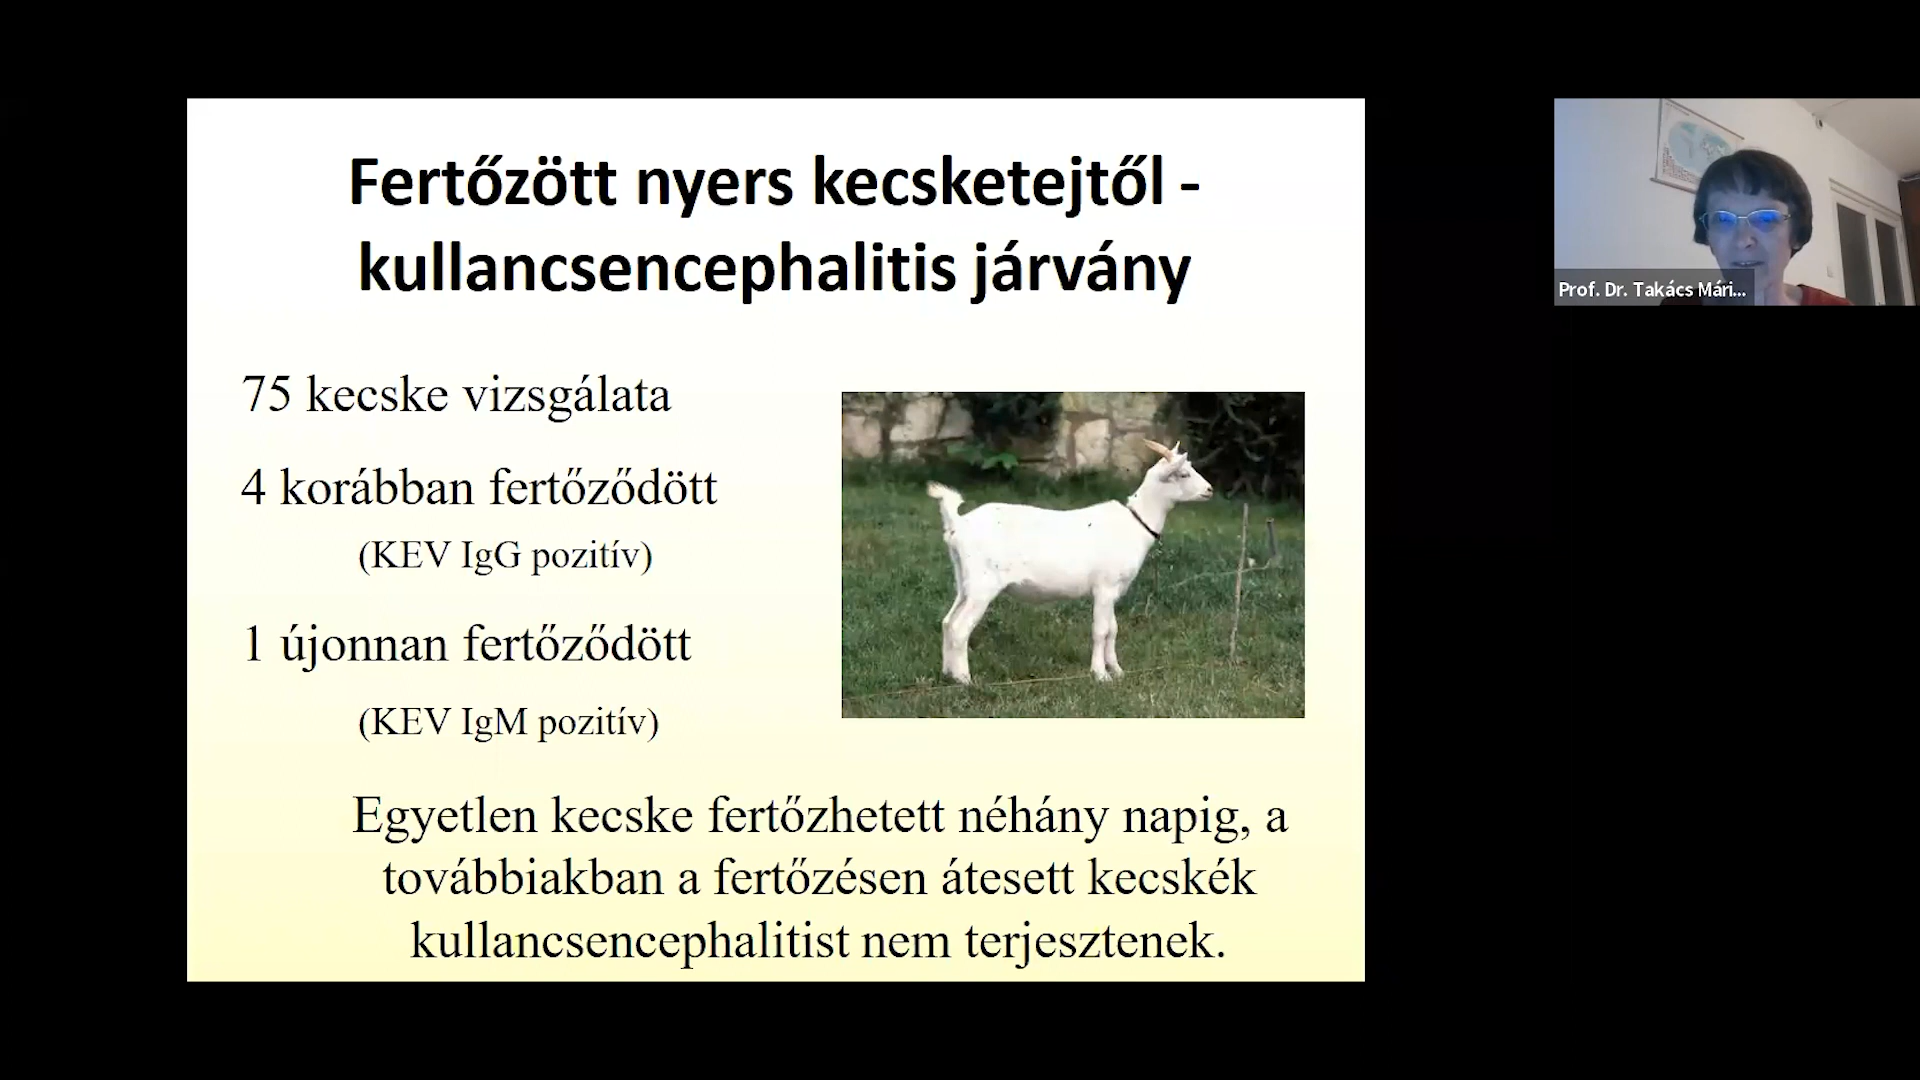 Fertőzött nyers kecsketejtől -
kullancsencephalitis járvány
75 kecske vizsgálata
4 korábban fertőződött
(KEV IgG pozitív)
1 újonnan fertőződött
(KEV IgM pozitív)
Egyetlen kecske fertőzhetett néhány napig, a
továbbiakban a fertőzésen átesett kecskék
kullancsencephalitist nem terjesztenek.
Prof. Dr. Takács Mári...